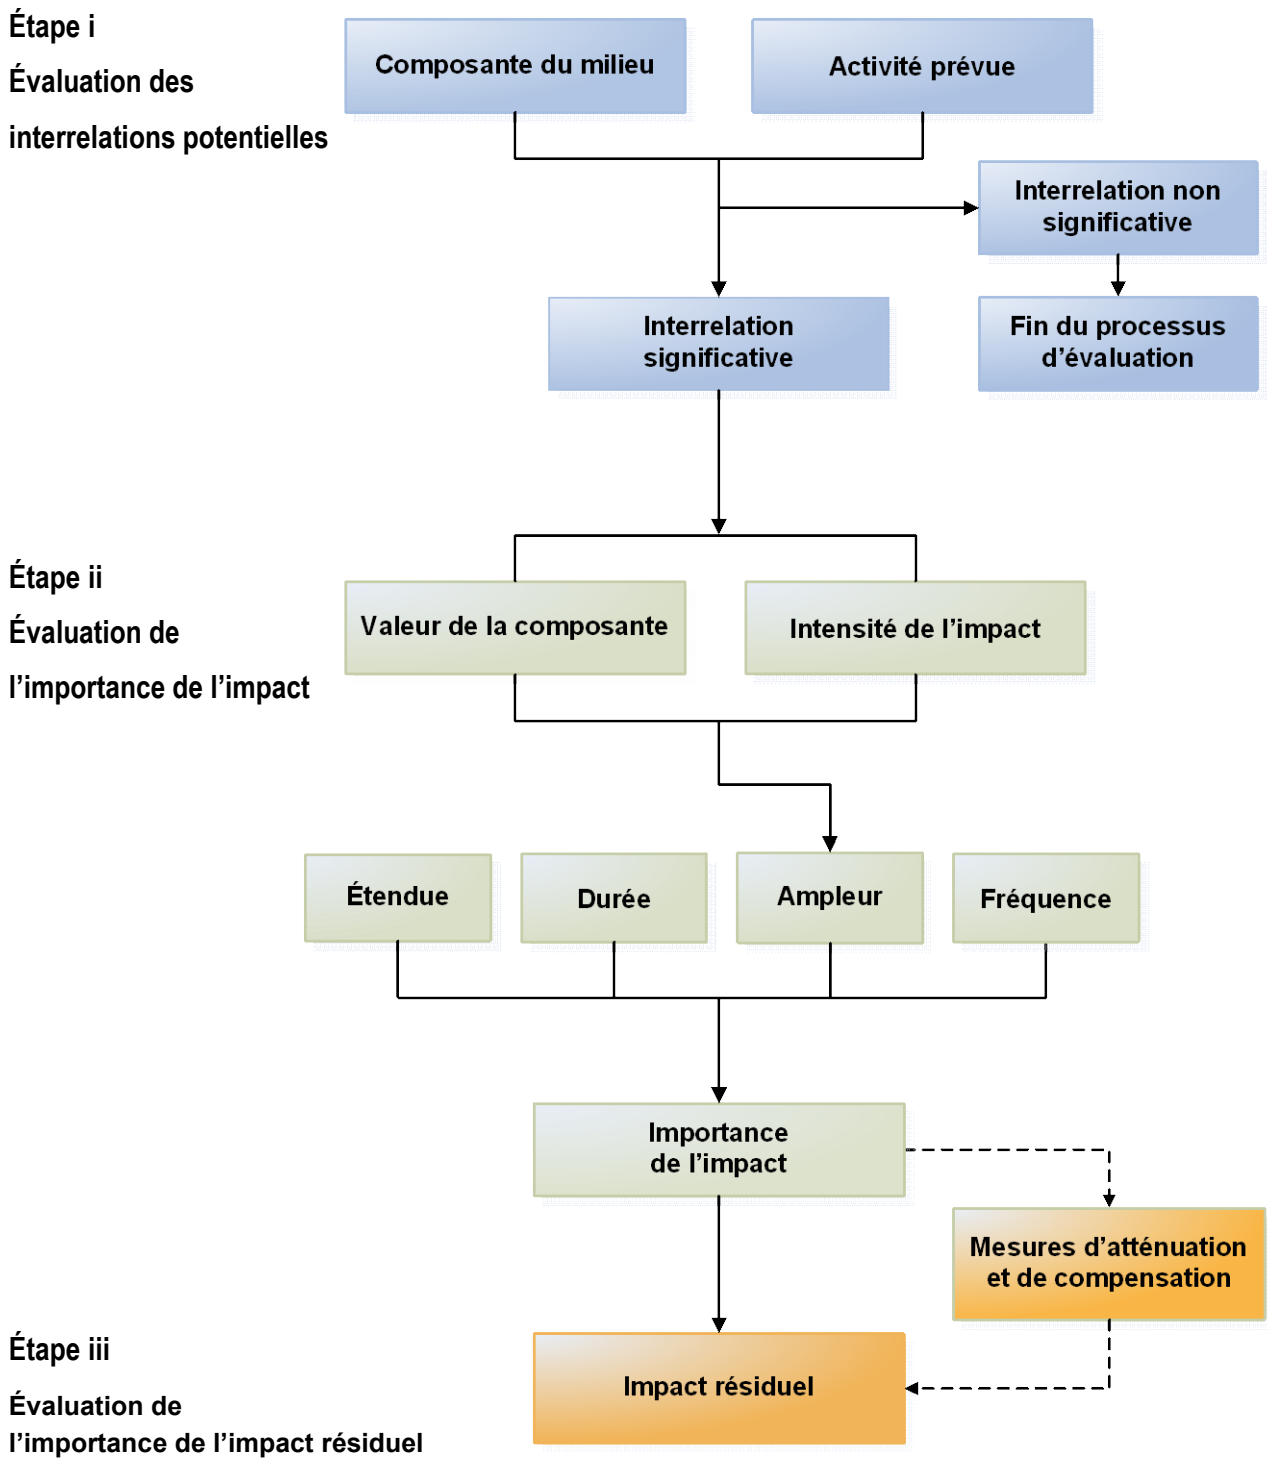 Étape i
Évaluation des
interrelations potentielles
Composante du milieu
Activité prévue
Interrelation non
significative
Interrelation
significative
Fin du processus
d’évaluation
Étape ii
Évaluation de
l’importance de l’impact
Valeur de la composante
Intensité de l’impact
Étendue
Durée
Ampleur
Fréquence
Importance
de l’impact
Mesures d’atténuation
et de compensation
Étape iii
Évaluation de
l’importance de l’impact résiduel
Impact résiduel